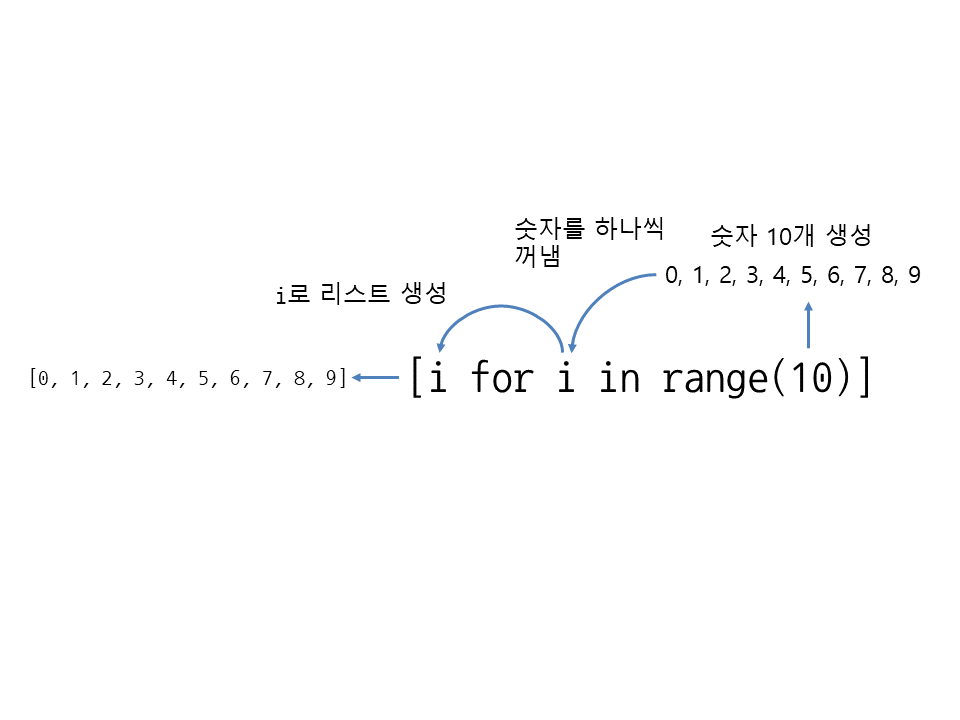 숫자를 하나씩
꺼냄
숫자 10개 생성
0, 1, 2, 3, 4, 5, 6, 7, 8, 9
i로 리스트 생성
[0, 1, 2, 3, 4, 5, 6, 7, 8, 9]
[i for i in range(10)]